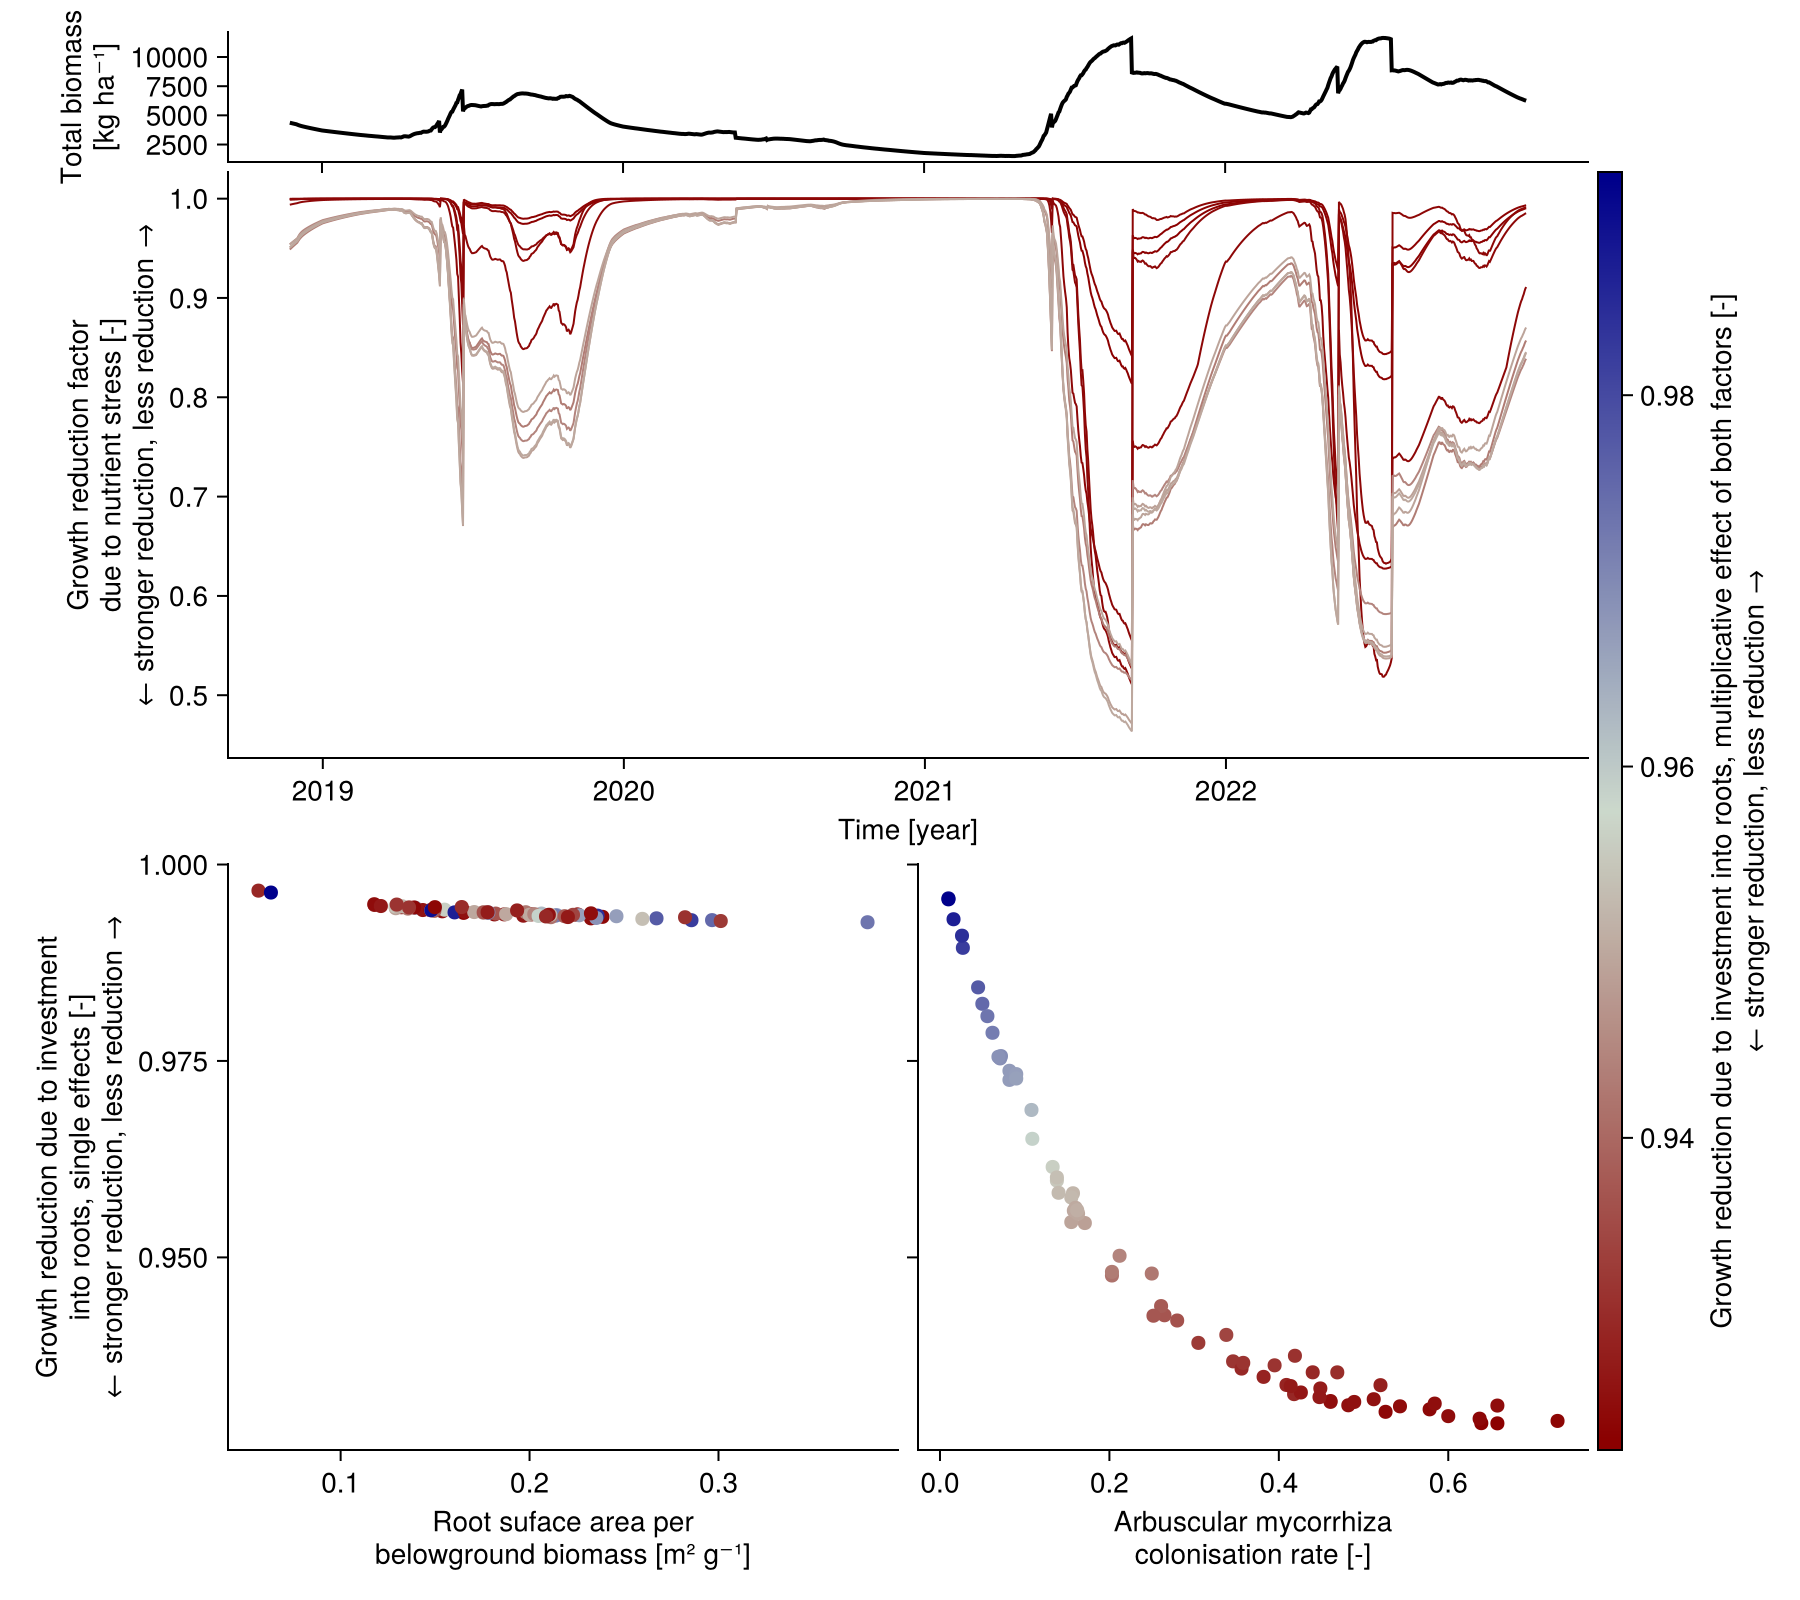 Total biomass
[kg ha⁻¹]
10000
7500
5000
2500
Growth reduction factor
due to nutrient stress [-]
← stronger reduction, less reduction →
1.0
0.9
0.8
0.7
0.6
0.5
2019
2020
2021
2022
Time [year]
Growth reduction due to investment
into roots, single effects [-]
← stronger reduction, less reduction →
1.000
0.975
0.950
0.1
0.2
0.3
Root suface area per
belowground biomass [m² g⁻¹]
0.0
0.2
0.4
0.6
Arbuscular mycorrhiza
colonisation rate [-]
0.98
0.96
0.94
Growth reduction due to investment into roots, multiplicative effect of both factors [-]
← stronger reduction, less reduction →